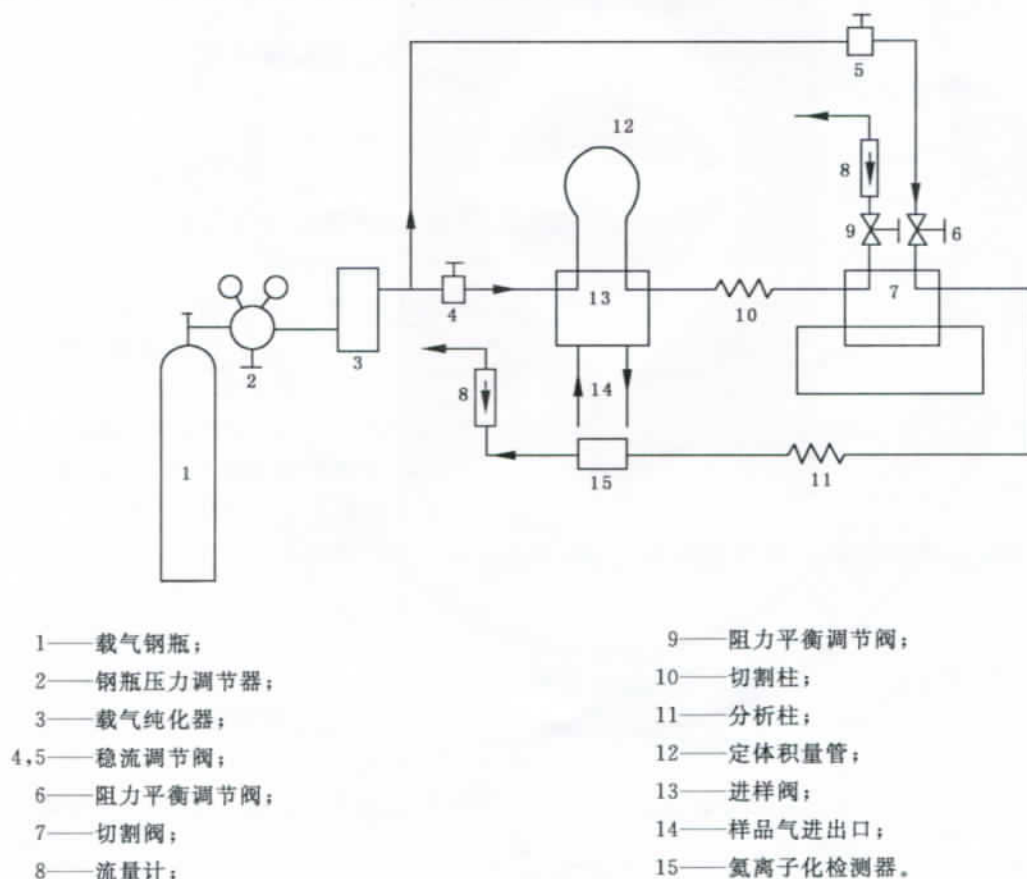 5
12
8
9
6
13
7
4
10
3
2
14
8
1
15
11
1——载气钢瓶；
2——钢瓶压力调节器；
3——载气纯化器；
4,5——稳流调节阀；
6——阻力平衡调节阀；
7——切割阀；
8——流量计；
9——阻力平衡调节阀；
10——切割柱；
11——分析柱；
12——定体积量管；
13——进样阀；
14——样品气进出口；
15——氦离子化检测器。